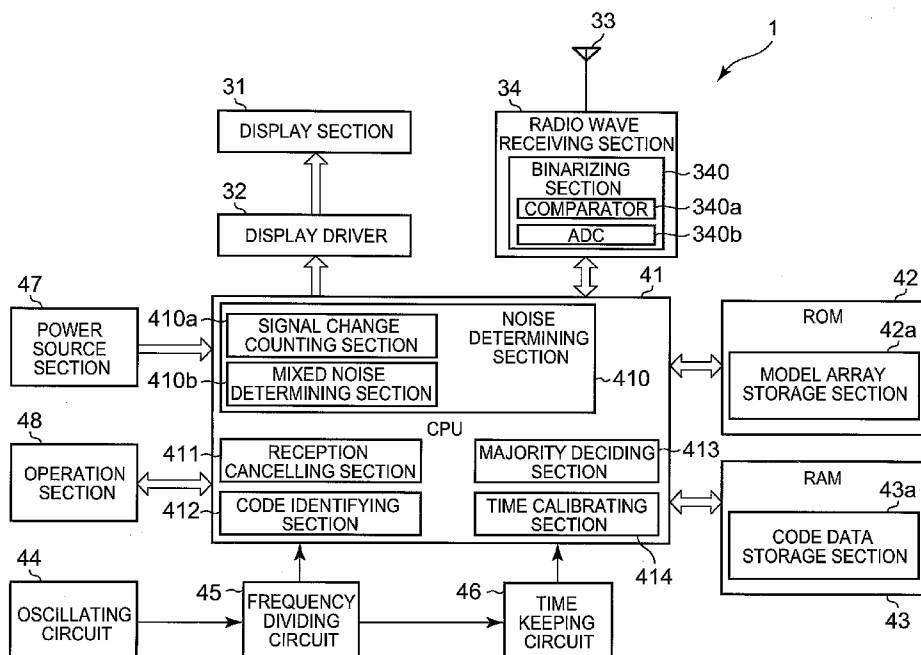 33
1
31
DISPLAY SECTION
34
RADIO WAVE
RECEIVING SECTION
BINARIZING
SECTION
340
COMPARATOR
340a
ADC
340b
32
DISPLAY DRIVER
47
POWER
SOURCE
SECTION
41
410a
SIGNAL CHANGE
COUNTING SECTION
NOISE
DETERMINING
SECTION
410b
MIXED NOISE
DETERMINING SECTION
410
CPU
42
ROM
42a
MODEL ARRAY
STORAGE SECTION
48
OPERATION
SECTION
411
RECEPTION
CANCELLING SECTION
MAJORITY DECIDING
SECTION
413
412
CODE IDENTIFYING
SECTION
TIME CALIBRATING
SECTION
414
RAM
43a
CODE DATA
STORAGE SECTION
43
44
OSCILLATING
CIRCUIT
45
FREQUENCY
DIVIDING
CIRCUIT
46
TIME
KEEPING
CIRCUIT